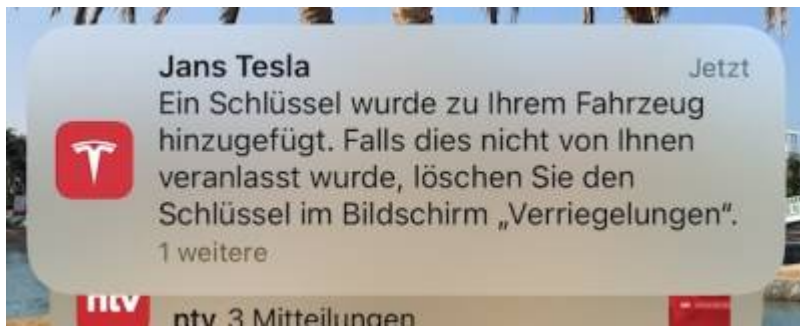 Jans Tesla
Jetzt
Ein Schlüssel wurde zu Ihrem Fahrzeug
hinzugefügt. Falls dies nicht von Ihnen
veranlasst wurde, löschen Sie den
Schlüssel im Bildschirm „Verriegelungen“.
1 weitere
ntv
ntv 3 Mitteilungen